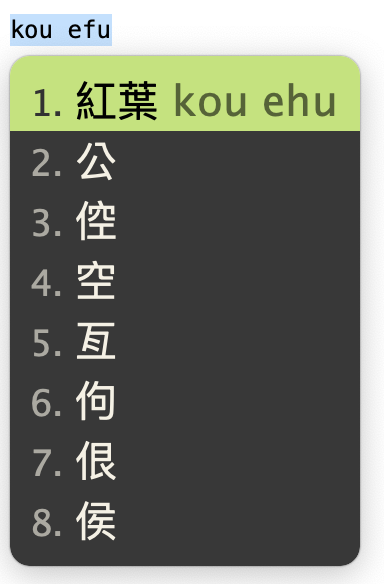 kou efu
1. 紅葉 kou ehu
2. 公
3. 倥
4. 空
5. 亙
6. 佝
7. 佷
8. 侯